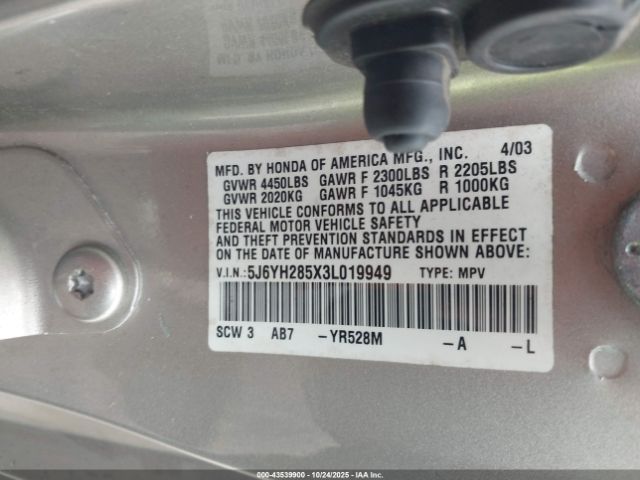 MFD. BY HONDA OF AMERICA MFG., INC. 4/03
GVWR 4450LBS GAWR F 2300LBS R 2205LBS
GVWR 2020KG GAWR F 1045KG R 1000KG
THIS VEHICLE CONFORMS TO ALL APPLICABLE
FEDERAL MOTOR VEHICLE SAFETY
AND THEFT PREVENTION STANDARDS IN EFFECT
ON THE DATE OF MANUFACTURE SHOWN ABOVE:
V.I.N.:5J6YH285X3L019949 TYPE: MPV
SCW 3 AB7 -YR528M -A -L
© - 43539900 - 10/24/2025 - IAA Inc.